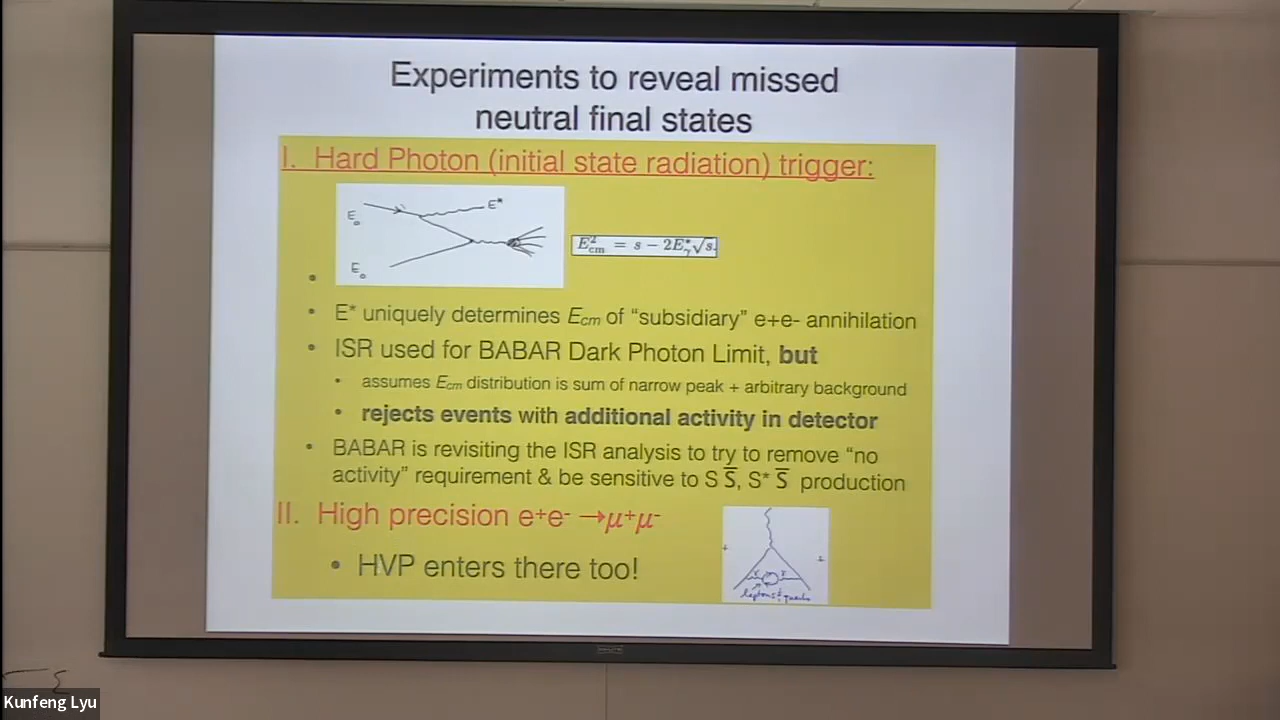 Experiments to reveal missed
neutral final states
I. Hard Photon (initial state radiation) trigger:
E₀
E*
E₀
E²cm = s − 2E*γ√s.
• E* uniquely determines Ecm of “subsidiary” e+e- annihilation
• ISR used for BABAR Dark Photon Limit, but
• assumes Ecm distribution is sum of narrow peak + arbitrary background
• rejects events with additional activity in detector
• BABAR is revisiting the ISR analysis to try to remove “no
activity” requirement & be sensitive to S S̅, S* S̅ production
II. High precision e⁺e⁻ →μ⁺μ⁻
• HVP enters there too!
γ γ
leptons & quarks
Kunfeng Lyu